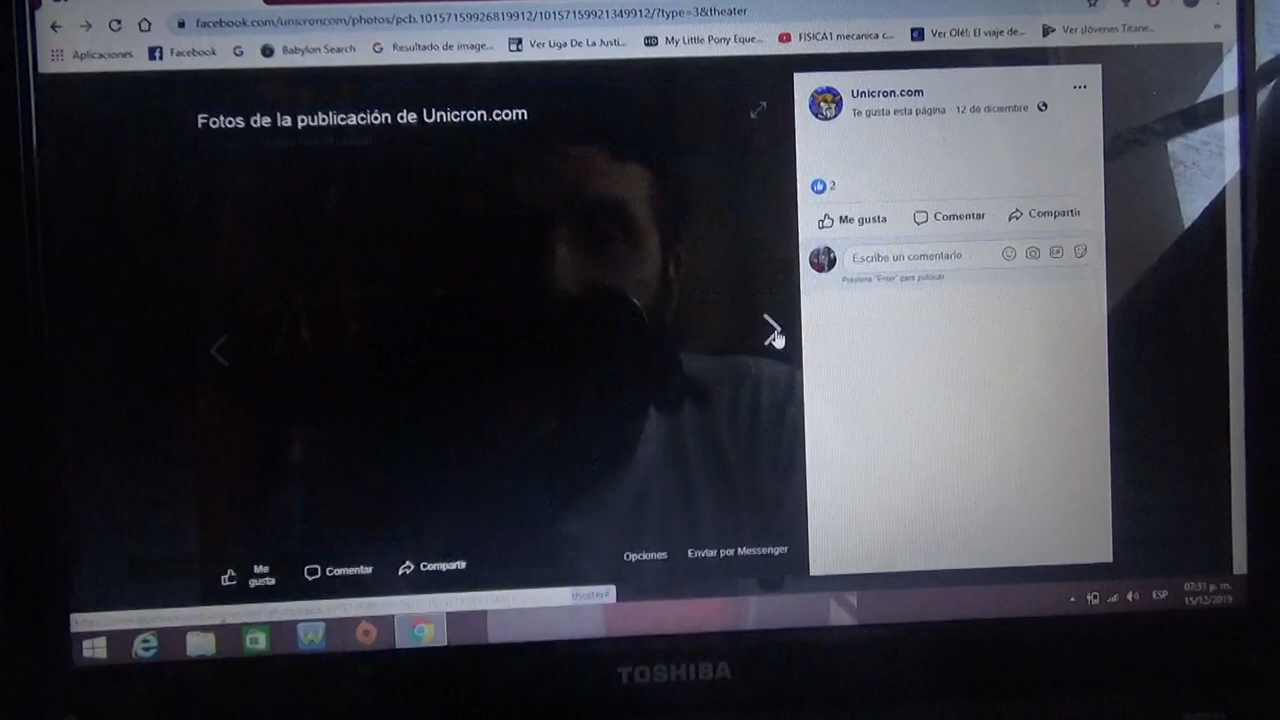 facebook.com/unicroncom/photos/pcb.10157159926819912/10157159921349912/?type=3&theater
Aplicaciones Facebook Babylon Search Resultado de image... Ver Liga De La Justi... My Little Pony Eque... FISICA1 mecanica c... Ver Olé!; El viaje de... Ver ¡Jóvenes Titane...
Fotos de la publicación de Unicron.com
Unicron.com
Te gusta esta página · 12 de diciembre
2
Me gusta Comentar Compartir
Escribe un comentario
Presiona "Enter" para publicar.
Opciones Enviar por Messenger
Me gusta Comentar Compartir
theater#
ESP
07:31 p. m.
15/12/2019
TOSHIBA